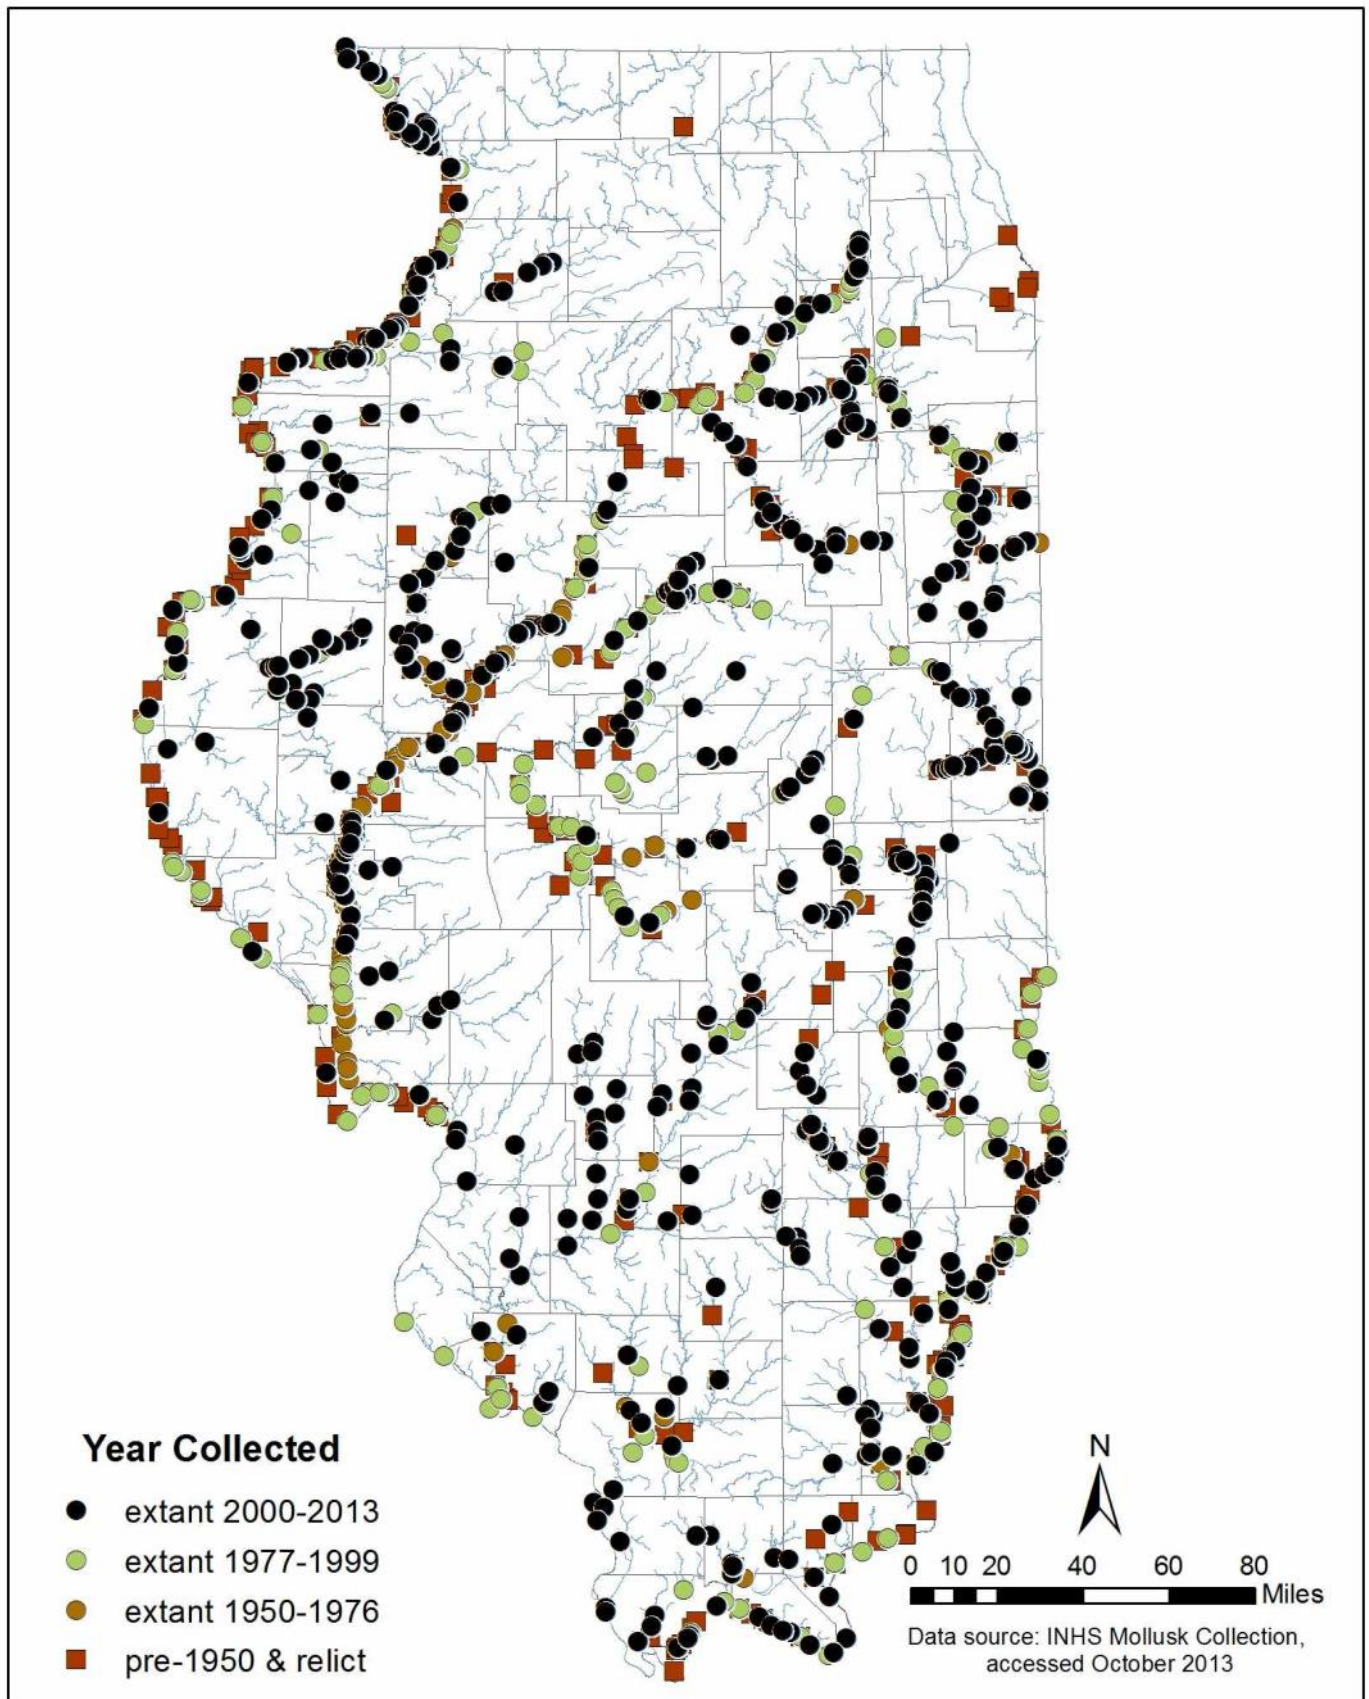 Year Collected
extant 2000-2013
extant 1977-1999
extant 1950-1976
pre-1950 & relict
N
0 10 20 40 60 80
Miles
Data source: INHS Mollusk Collection,
accessed October 2013